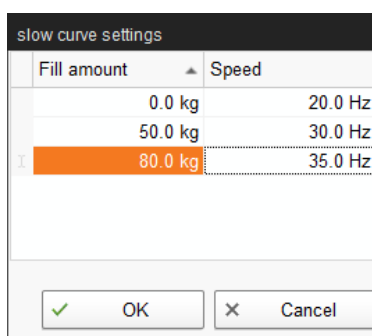 slow curve settings
Fill amount Speed
0.0 kg 20.0 Hz
50.0 kg 30.0 Hz
80.0 kg 35.0 Hz
OK Cancel